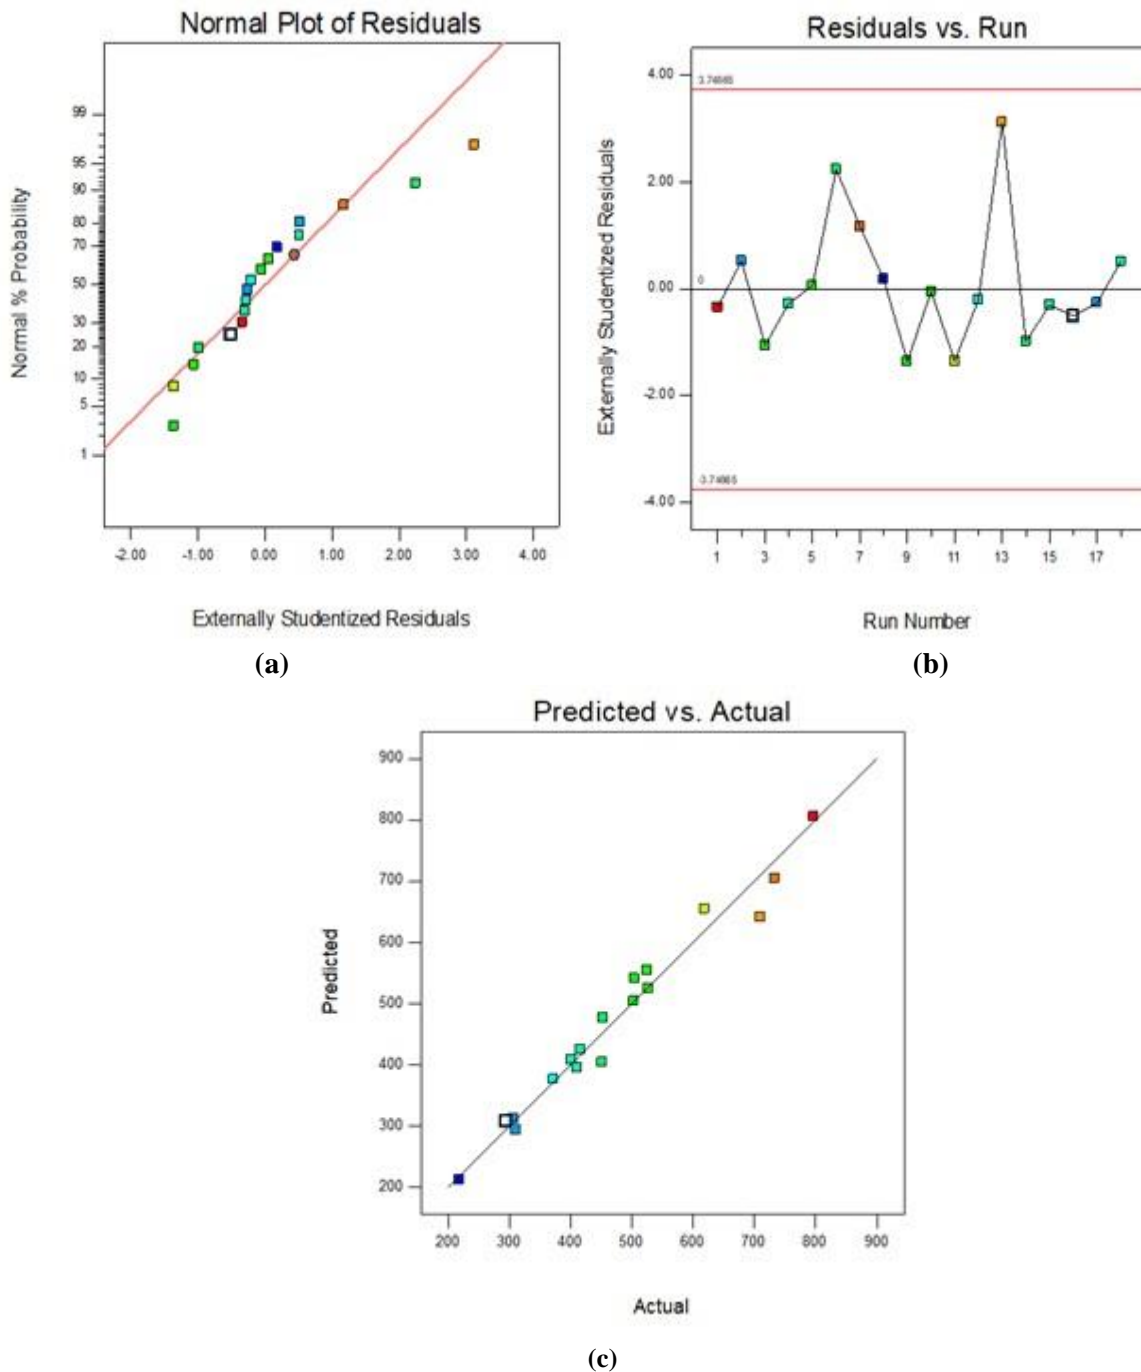 Normal Plot of Residuals
Normal % Probability
99
95
90
80
70
50
30
20
10
5
1
-2.00 -1.00 0.00 1.00 2.00 3.00 4.00
Externally Studentized Residuals
(a)
Residuals vs. Run
Externally Studentized Residuals
4.00
2.00
0.00
-2.00
-4.00
3.74665
0
-3.74665
1 3 5 7 9 11 13 15 17
Run Number
(b)
Predicted vs. Actual
Predicted
900
800
700
600
500
400
300
200
200 300 400 500 600 700 800 900
Actual
(c)